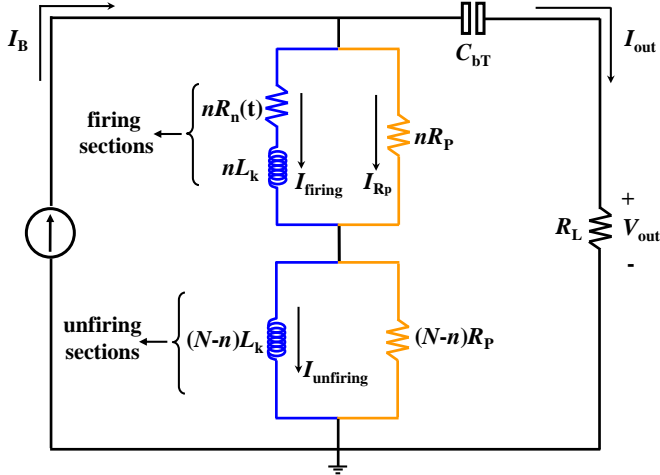 I_B
C_bT
I_out
firing
sections
nR_n(t)
nL_k
I_firing
I_Rp
nR_P
R_L
+
V_out
-
unfiring
sections
(N-n)L_k
I_unfiring
(N-n)R_P